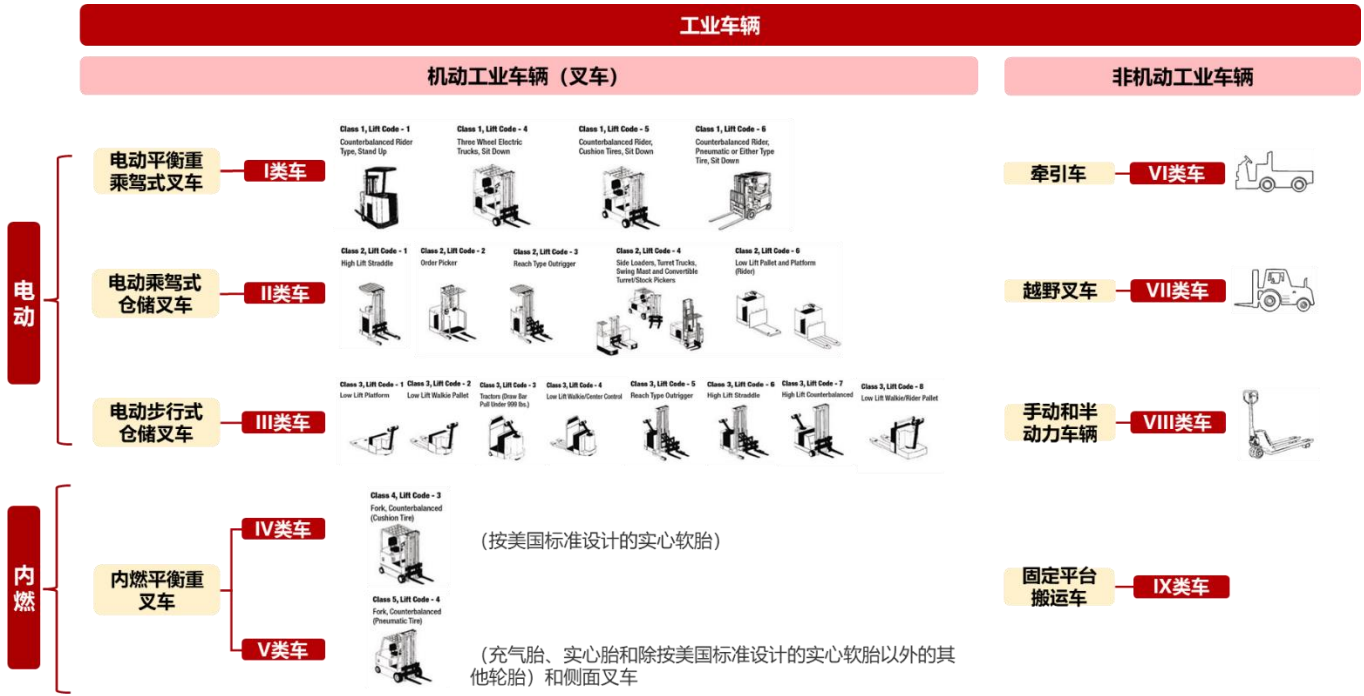 工业车辆
机动工业车辆（叉车）
非机动工业车辆
电动
电动平衡重
乘驾式叉车
I类车
Class 1, Lift Code - 1
Counterbalanced Rider
Type, Stand Up
Class 1, Lift Code - 4
Three Wheel Electric
Trucks, Sit Down
Class 1, Lift Code - 5
Counterbalanced Rider,
Cushion Tires, Sit Down
Class 1, Lift Code - 6
Counterbalanced Rider,
Pneumatic or Either Type
Tire, Sit Down
牵引车
VI类车
电动乘驾式
仓储叉车
II类车
Class 2, Lift Code - 1
High Lift Straddle
Class 2, Lift Code - 2
Order Picker
Class 2, Lift Code - 3
Reach Type Outrigger
Class 2, Lift Code - 4
Side Loaders, Turret Trucks,
Swing Mast and Convertible
Turret/Stock Pickers
Class 2, Lift Code - 6
Low Lift Pallet and Platform
(Rider)
越野叉车
VII类车
电动步行式
仓储叉车
III类车
Class 3, Lift Code - 1
Low Lift Platform
Class 3, Lift Code - 2
Low Lift Walkie Pallet
Class 3, Lift Code - 3
Tractors (Draw Bar
Pull Under 999 lbs.)
Class 3, Lift Code - 4
Low Lift Walkie/Center Control
Class 3, Lift Code - 5
Reach Type Outrigger
Class 3, Lift Code - 6
High Lift Straddle
Class 3, Lift Code - 7
High Lift Counterbalanced
Class 3, Lift Code - 8
Low Lift Walkie/Rider Pallet
手动和半
动力车辆
VIII类车
内燃
内燃平衡重
叉车
IV类车
Class 4, Lift Code - 3
Fork, Counterbalanced
(Cushion Tire)
（按美国标准设计的实心软胎）
V类车
Class 5, Lift Code - 4
Fork, Counterbalanced
(Pneumatic Tire)
（充气胎、实心胎和除按美国标准设计的实心软胎以外的其
他轮胎）和侧面叉车
固定平台
搬运车
IX类车